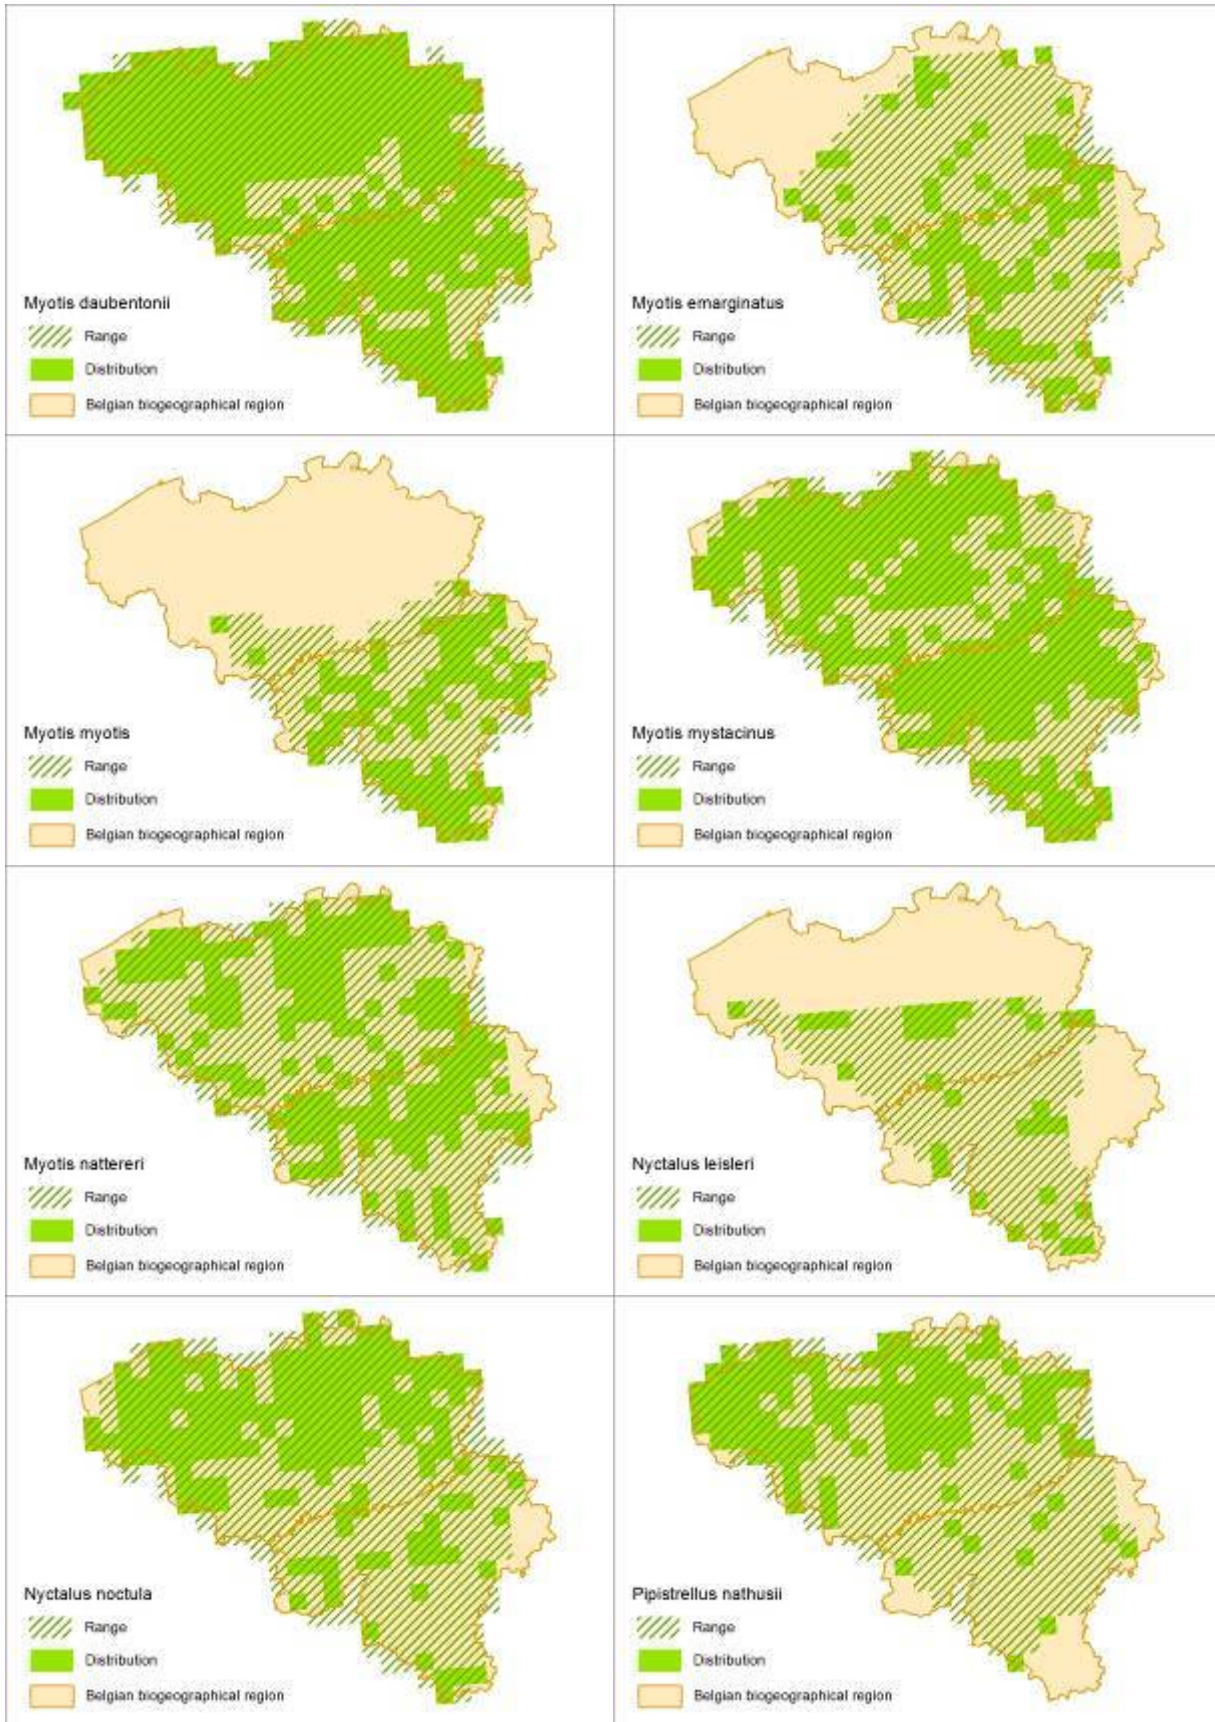 Myotis daubentonii
Range
Distribution
Belgian biogeographical region
Myotis emarginatus
Range
Distribution
Belgian biogeographical region
Myotis myotis
Range
Distribution
Belgian biogeographical region
Myotis mystacinus
Range
Distribution
Belgian biogeographical region
Myotis nattereri
Range
Distribution
Belgian biogeographical region
Nyctalus leisleri
Range
Distribution
Belgian biogeographical region
Nyctalus noctula
Range
Distribution
Belgian biogeographical region
Pipistrellus nathusii
Range
Distribution
Belgian biogeographical region